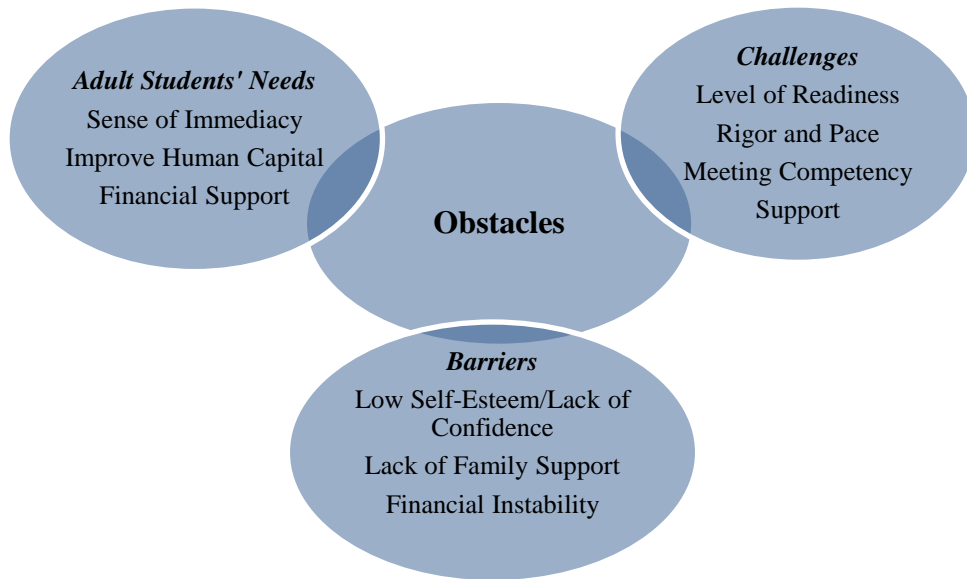 Adult Students' Needs
Sense of Immediacy
Improve Human Capital
Financial Support
Challenges
Level of Readiness
Rigor and Pace
Meeting Competency
Support
Obstacles
Barriers
Low Self-Esteem/Lack of
Confidence
Lack of Family Support
Financial Instability